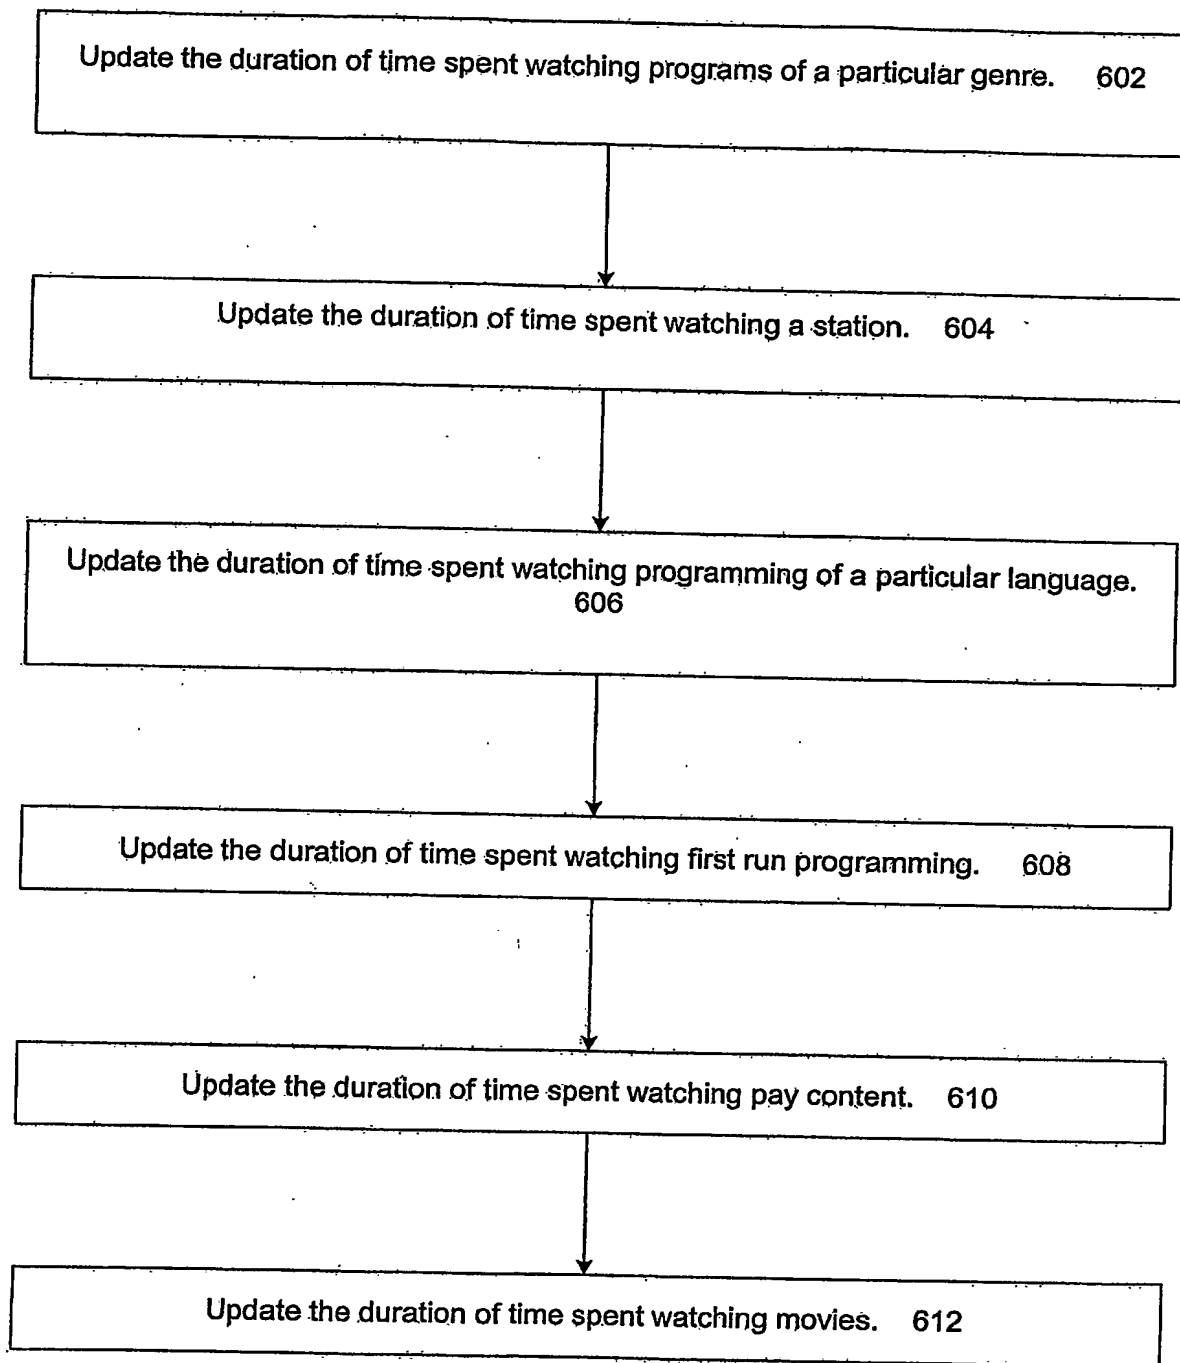 Update the duration of time spent watching programs of a particular genre. 602
Update the duration of time spent watching a station. 604
Update the duration of time spent watching programming of a particular language.
606
Update the duration of time spent watching first run programming. 608
Update the duration of time spent watching pay content. 610
Update the duration of time spent watching movies. 612